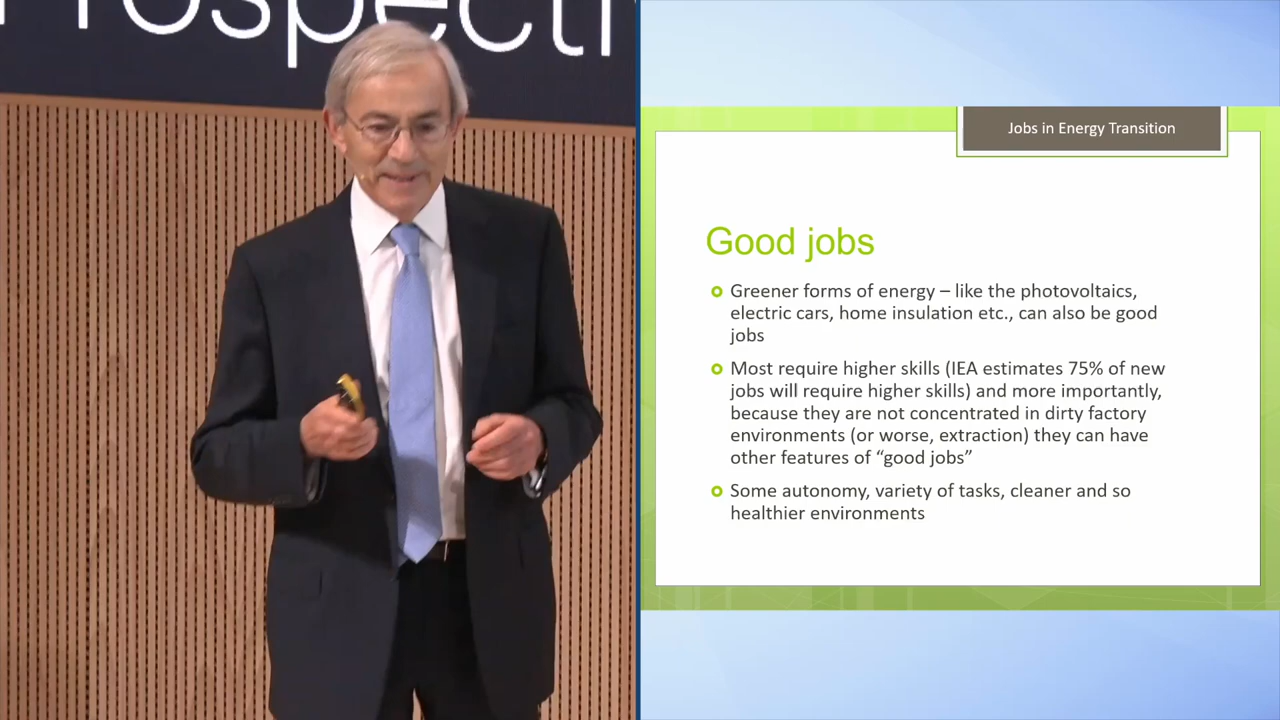 Prospecti
Jobs in Energy Transition
Good jobs
Greener forms of energy – like the photovoltaics,
electric cars, home insulation etc., can also be good
jobs
Most require higher skills (IEA estimates 75% of new
jobs will require higher skills) and more importantly,
because they are not concentrated in dirty factory
environments (or worse, extraction) they can have
other features of “good jobs”
Some autonomy, variety of tasks, cleaner and so
healthier environments